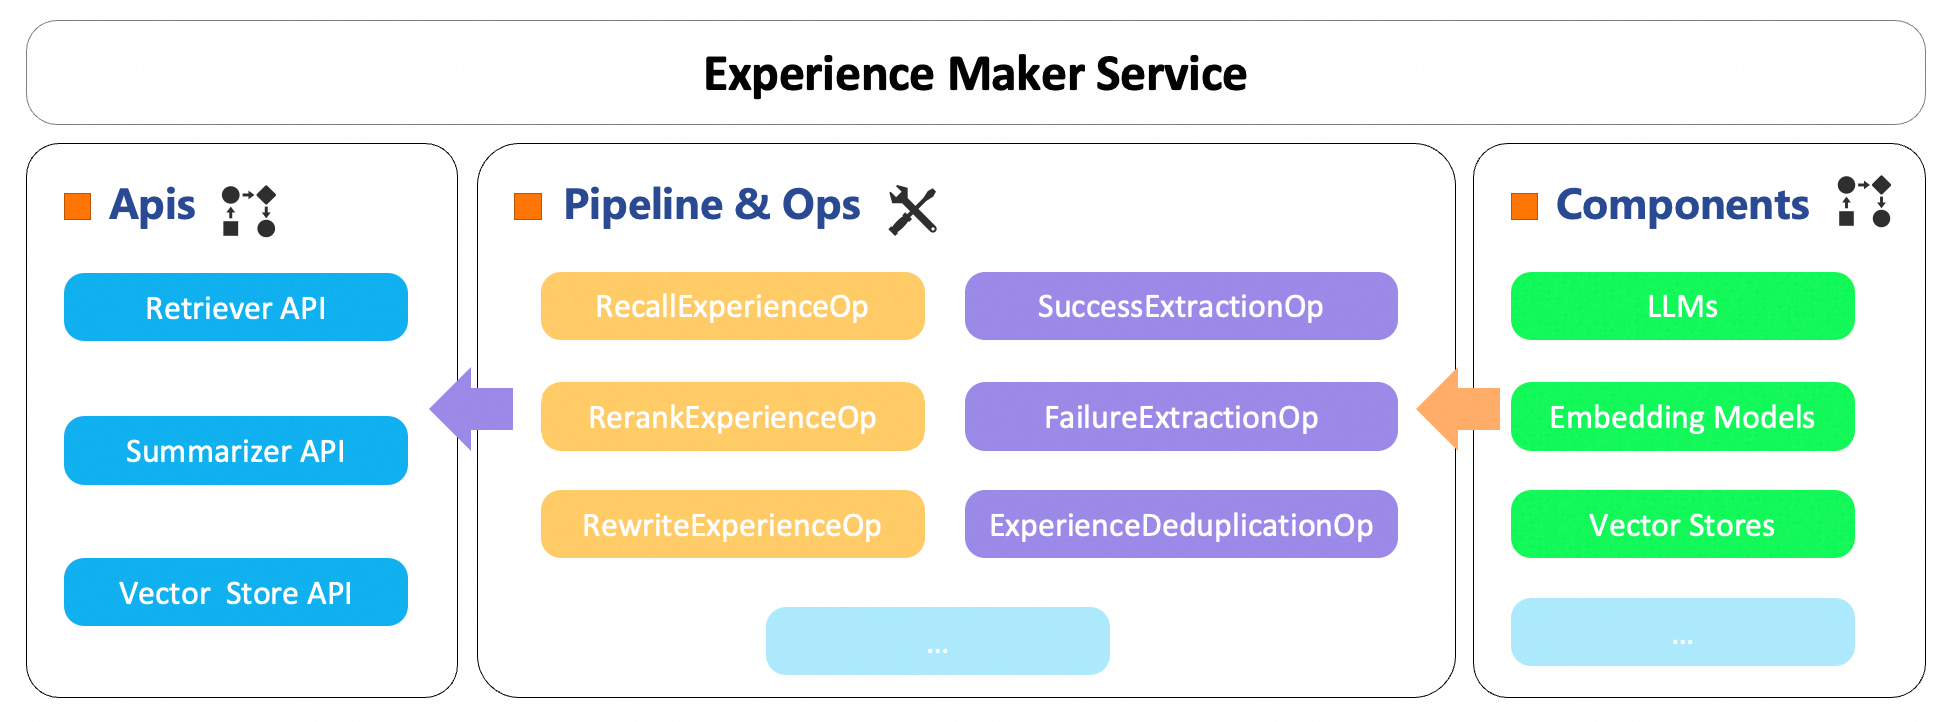 Experience Maker Service
Apis
Retriever API
Summarizer API
Vector  Store API
Pipeline & Ops
RecallExperienceOp
SuccessExtractionOp
RerankExperienceOp
FailureExtractionOp
RewriteExperienceOp
ExperienceDeduplicationOp
...
Components
LLMs
Embedding Models
Vector Stores
...